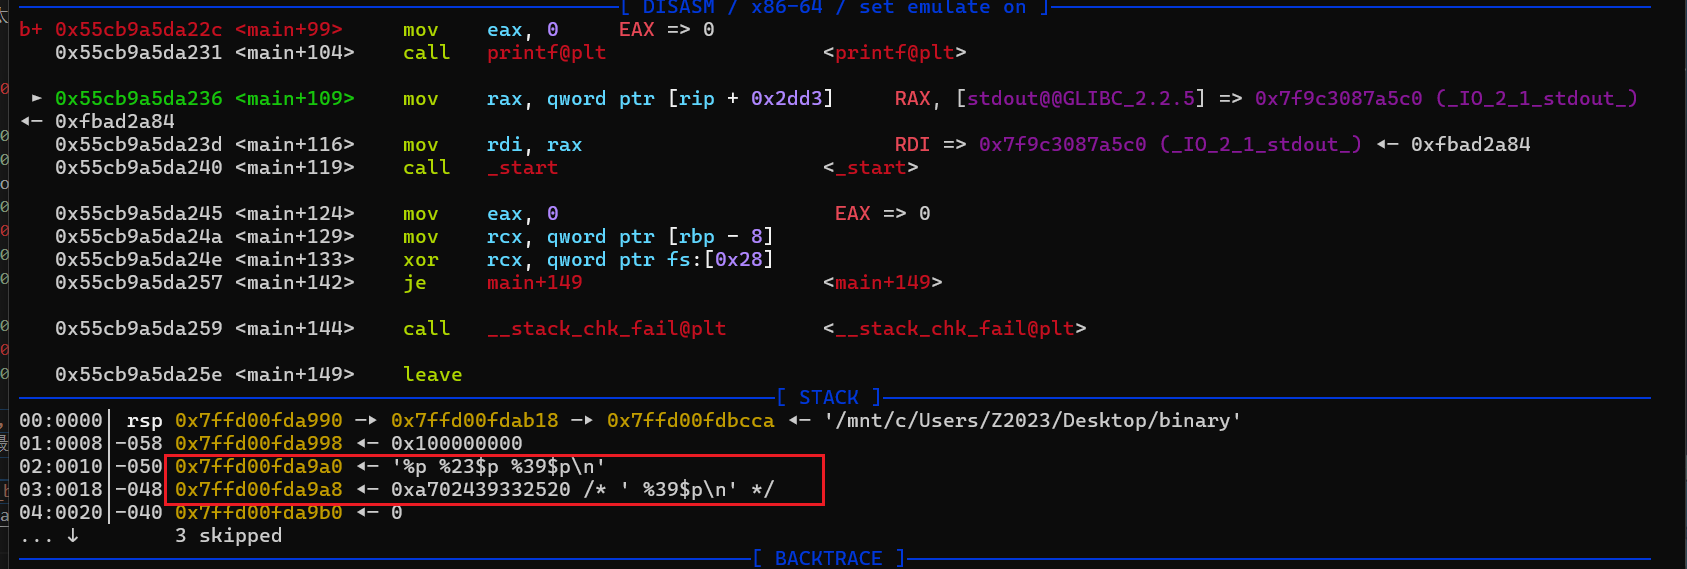 [ DISASM / x86-64 / set emulate on ]
b+ 0x55cb9a5da22c <main+99> mov eax, 0 EAX => 0
0x55cb9a5da231 <main+104> call printf@plt <printf@plt>
► 0x55cb9a5da236 <main+109> mov rax, qword ptr [rip + 0x2dd3] RAX, [stdout@@GLIBC_2.2.5] => 0x7f9c3087a5c0 (_IO_2_1_stdout_)
◂— 0xfbad2a84
0x55cb9a5da23d <main+116> mov rdi, rax RDI => 0x7f9c3087a5c0 (_IO_2_1_stdout_) ◂— 0xfbad2a84
0x55cb9a5da240 <main+119> call _start <_start>
0x55cb9a5da245 <main+124> mov eax, 0 EAX => 0
0x55cb9a5da24a <main+129> mov rcx, qword ptr [rbp - 8]
0x55cb9a5da24e <main+133> xor rcx, qword ptr fs:[0x28]
0x55cb9a5da257 <main+142> je main+149 <main+149>
0x55cb9a5da259 <main+144> call __stack_chk_fail@plt <__stack_chk_fail@plt>
0x55cb9a5da25e <main+149> leave
[ STACK ]
00:0000│ rsp 0x7ffd00fda990 —▸ 0x7ffd00fdab18 —▸ 0x7ffd00fdbcca ◂— '/mnt/c/Users/Z2023/Desktop/binary'
01:0008│-058 0x7ffd00fda998 ◂— 0x100000000
02:0010│-050 0x7ffd00fda9a0 ◂— '%p %23$p %39$p\n'
03:0018│-048 0x7ffd00fda9a8 ◂— 0xa702439332520 /* ' %39$p\n' */
04:0020│-040 0x7ffd00fda9b0 ◂— 0
... ↓ 3 skipped
[ BACKTRACE ]